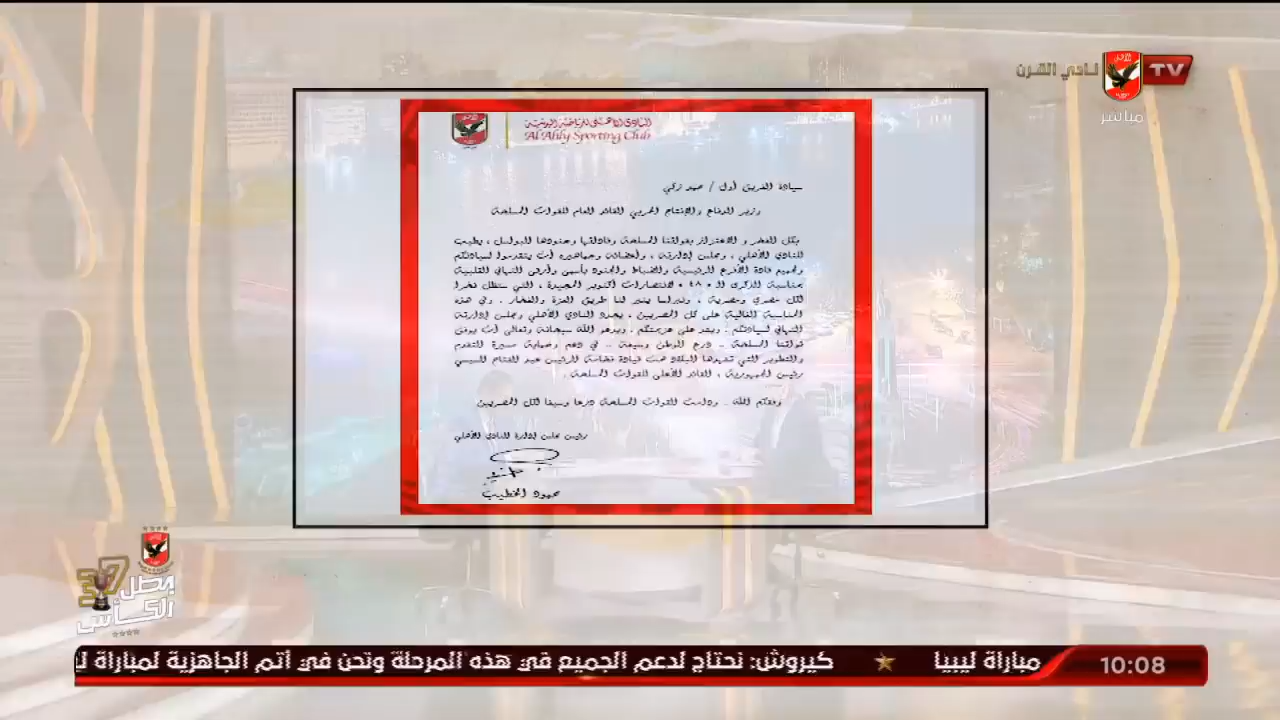 نادي القرن
TV
مباشر
النادي الأهلي للرياضة البدنية
Al Ahly Sporting Club
سيادة الفريق أول / محمد زكي
وزير الدفاع والإنتاج الحربي القائد العام للقوات المسلحة
بكل الفخر والاعتزاز بقواتنا المسلحة وقادتها وجنودها البواسل ، يطيب
للنادي الأهلي ، ومجلس إدارته ، وأعضائه وجماهيره أن يتقدموا لسيادتكم
ولجميع قادة الأفرع الرئيسية والضباط والجنود بأسمى وأرقى التهاني القلبية
بمناسبة الذكرى الـ « ٤٨ » لانتصارات أكتوبر المجيدة ، التي ستظل فخرا
لكل مصري ومصرية ، ونبراسا ينير لنا طريق العزة والفخار . وفي هذه
المناسبة الغالية على كل المصريين ، يجدد النادي الأهلي ومجلس إدارته
التهاني لسيادتكم ، ويدعو الله سبحانه وتعالى أن يوفق
قواتنا المسلحة .. درع الوطن وسيفه .. في دعم وحماية مسيرة التقدم
والتطوير التي تشهدها البلاد تحت قيادة فخامة الرئيس عبد الفتاح السيسي
رئيس الجمهورية ، القائد الأعلى للقوات المسلحة .
وفقكم الله .. ودامت القوات المسلحة درعا وسيفا لكل المصريين
رئيس مجلس إدارة النادي الأهلي
محمود الخطيب
37
بطل
الكأس
10:08
مباراة ليبيا
كيروش: نحتاج لدعم الجميع في هذه المرحلة ونحن في أتم الجاهزية لمباراة